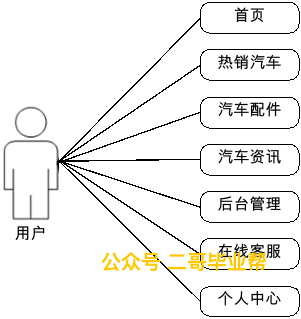 首页
热销汽车
汽车配件
汽车资讯
后台管理
在线客服
个人中心
用户
公众号 二哥毕业帮